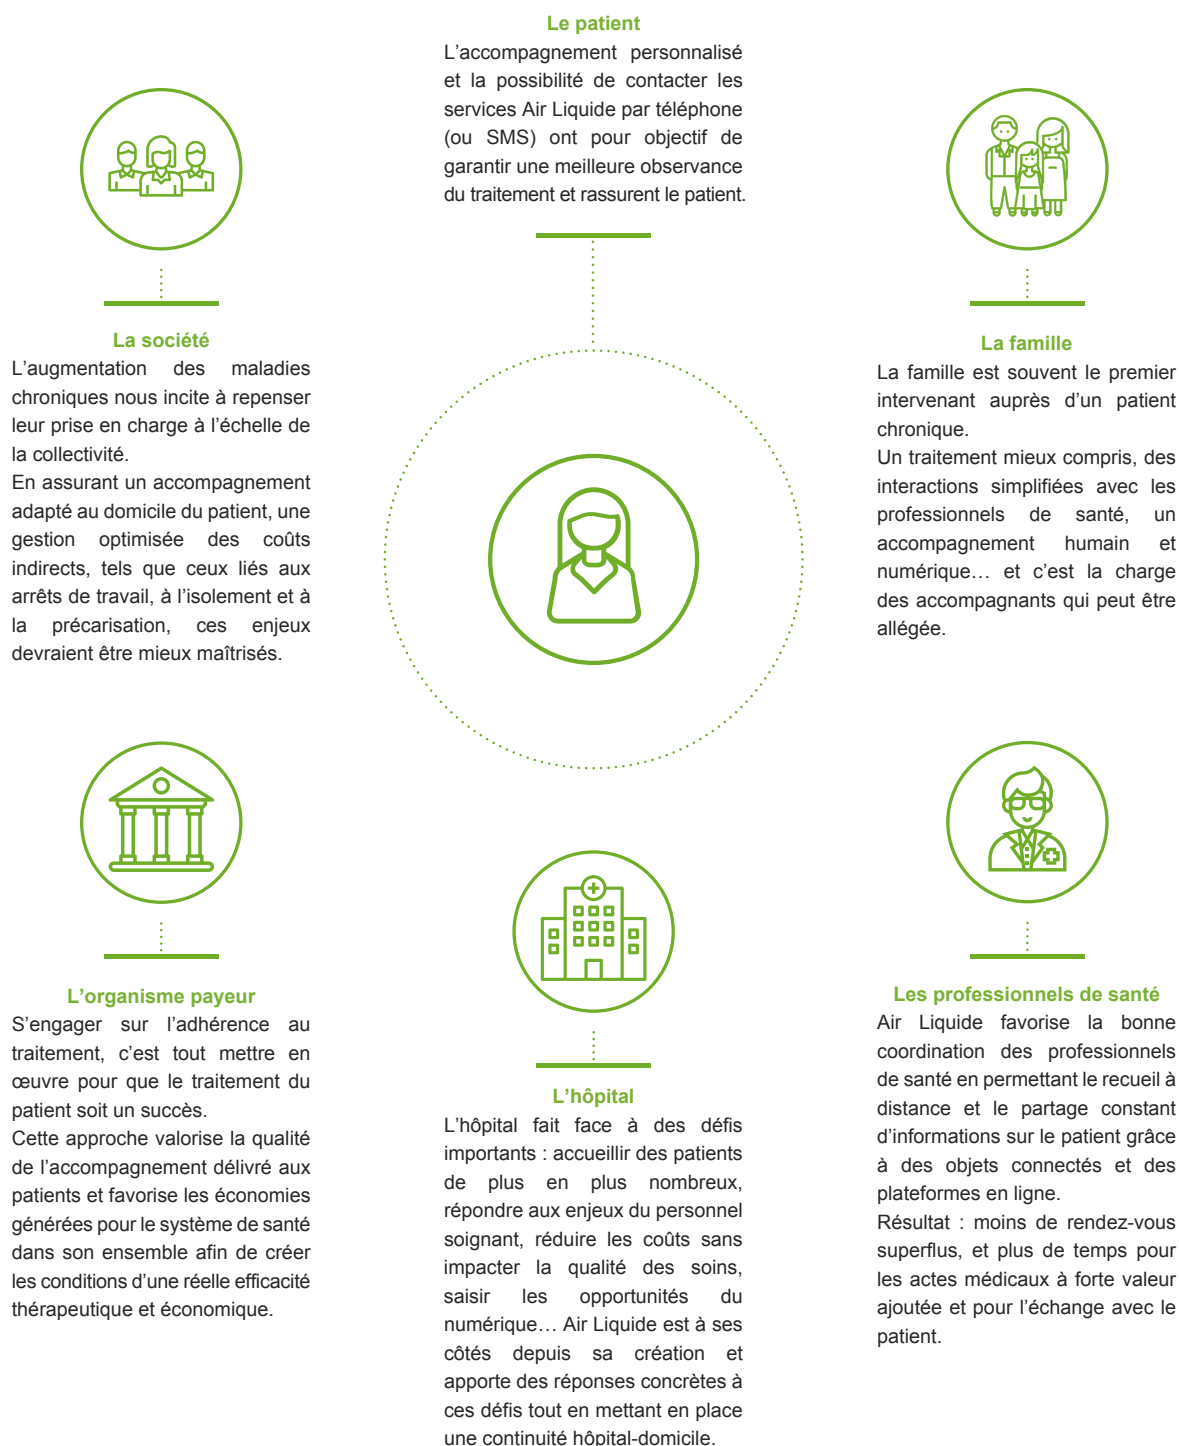 Le patient
L’accompagnement personnalisé
et la possibilité de contacter les
services Air Liquide par téléphone
(ou SMS) ont pour objectif de
garantir une meilleure observance
du traitement et rassurent le patient.
La société
L’augmentation des maladies
chroniques nous incite à repenser
leur prise en charge à l’échelle de
la collectivité.
En assurant un accompagnement
adapté au domicile du patient, une
gestion optimisée des coûts
indirects, tels que ceux liés aux
arrêts de travail, à l’isolement et à
la précarisation, ces enjeux
devraient être mieux maîtrisés.
La famille
La famille est souvent le premier
intervenant auprès d’un patient
chronique.
Un traitement mieux compris, des
interactions simplifiées avec les
professionnels de santé, un
accompagnement humain et
numérique… et c’est la charge
des accompagnants qui peut être
allégée.
L’organisme payeur
S’engager sur l’adhérence au
traitement, c’est tout mettre en
œuvre pour que le traitement du
patient soit un succès.
Cette approche valorise la qualité
de l’accompagnement délivré aux
patients et favorise les économies
générées pour le système de santé
dans son ensemble afin de créer
les conditions d’une réelle efficacité
thérapeutique et économique.
L’hôpital
L’hôpital fait face à des défis
importants : accueillir des patients
de plus en plus nombreux,
répondre aux enjeux du personnel
soignant, réduire les coûts sans
impacter la qualité des soins,
saisir les opportunités du
numérique… Air Liquide est à ses
côtés depuis sa création et
apporte des réponses concrètes à
ces défis tout en mettant en place
une continuité hôpital-domicile.
Les professionnels de santé
Air Liquide favorise la bonne
coordination des professionnels
de santé en permettant le recueil à
distance et le partage constant
d’informations sur le patient grâce
à des objets connectés et des
plateformes en ligne.
Résultat : moins de rendez-vous
superflus, et plus de temps pour
les actes médicaux à forte valeur
ajoutée et pour l’échange avec le
patient.